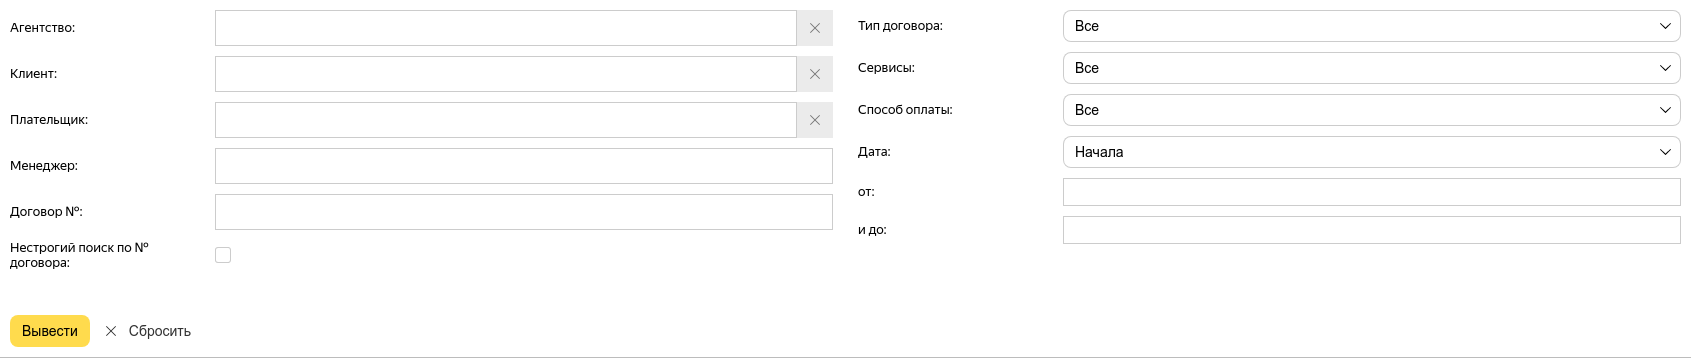 Агентство:
Клиент:
Плательщик:
Менеджер:
Договор №:
Нестрогий поиск по №
договора:
Тип договора:
Все
Сервисы:
Все
Способ оплаты:
Все
Дата:
Начала
от:
и до:
Вывести
Сбросить